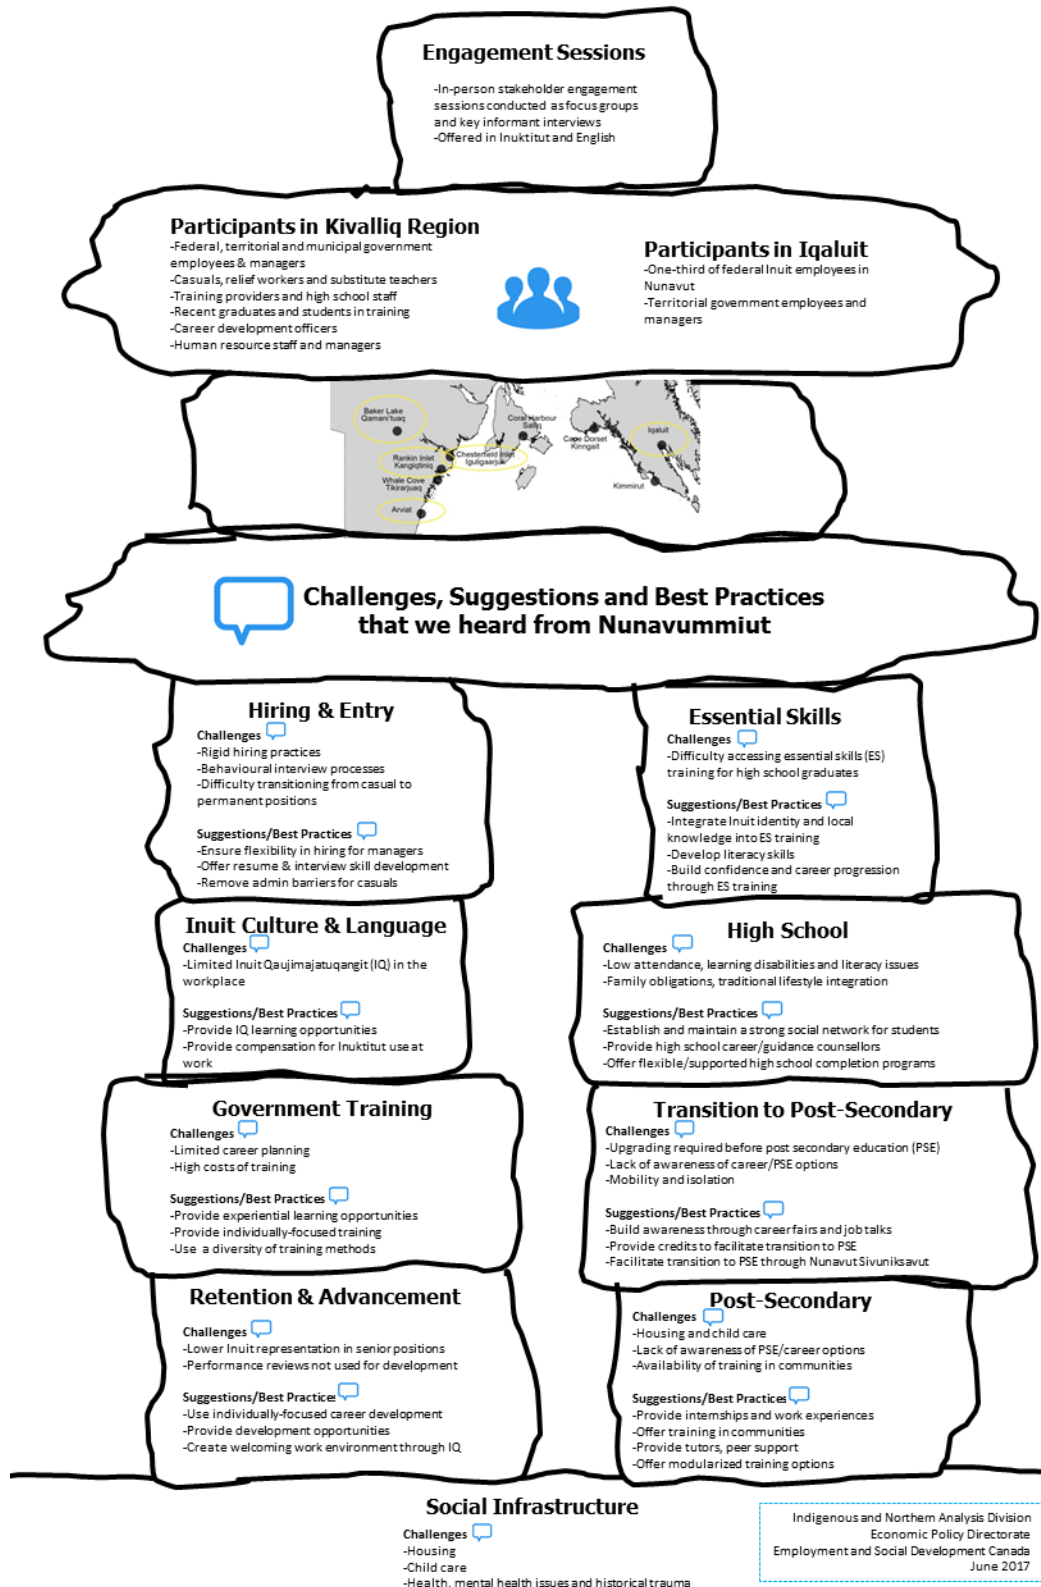 Engagement Sessions
-In-person stakeholder engagement
sessions conducted as focus groups
and key informant interviews
-Offered in Inuktitut and English
Participants in Kivalliq Region
-Federal, territorial and municipal government
employees & managers
-Casuals, relief workers and substitute teachers
-Training providers and high school staff
-Recent graduates and students in training
-Career development officers
-Human resource staff and managers
Participants in Iqaluit
-One-third of federal Inuit employees in
Nunavut
-Territorial government employees and
managers
Baker Lake
Qamani'tuaq
Coral Harbour
Salliq
Cape Dorset
Kinngait
Iqaluit
Rankin Inlet
Kangiqtiniq
Chesterfield Inlet
Igluligaarjuk
Whale Cove
Tikirarjuaq
Kimmirut
Arviat
Challenges, Suggestions and Best Practices
that we heard from Nunavummiut
Hiring & Entry
Challenges
-Rigid hiring practices
-Behavioural interview processes
-Difficulty transitioning from casual to
permanent positions
Suggestions/Best Practices
-Ensure flexibility in hiring for managers
-Offer resume & interview skill development
-Remove admin barriers for casuals
Essential Skills
Challenges
-Difficulty accessing essential skills (ES)
training for high school graduates
Suggestions/Best Practices
-Integrate Inuit identity and local
knowledge into ES training
-Develop literacy skills
-Build confidence and career progression
through ES training
Inuit Culture & Language
Challenges
-Limited Inuit Qaujimajatuqangit (IQ) in the
workplace
Suggestions/Best Practices
-Provide IQ learning opportunities
-Provide compensation for Inuktitut use at
work
High School
Challenges
-Low attendance, learning disabilities and literacy issues
-Family obligations, traditional lifestyle integration
Suggestions/Best Practices
-Establish and maintain a strong social network for students
-Provide high school career/guidance counsellors
-Offer flexible/supported high school completion programs
Government Training
Challenges
-Limited career planning
-High costs of training
Suggestions/Best Practices
-Provide experiential learning opportunities
-Provide individually-focused training
-Use a diversity of training methods
Transition to Post-Secondary
Challenges
-Upgrading required before post secondary education (PSE)
-Lack of awareness of career/PSE options
-Mobility and isolation
Suggestions/Best Practices
-Build awareness through career fairs and job talks
-Provide credits to facilitate transition to PSE
-Facilitate transition to PSE through Nunavut Sivuniksavut
Retention & Advancement
Challenges
-Lower Inuit representation in senior positions
-Performance reviews not used for development
Suggestions/Best Practices
-Use individually-focused career development
-Provide development opportunities
-Create welcoming work environment through IQ
Post-Secondary
Challenges
-Housing and child care
-Lack of awareness of PSE/career options
-Availability of training in communities
Suggestions/Best Practices
-Provide internships and work experiences
-Offer training in communities
-Provide tutors, peer support
-Offer modularized training options
Social Infrastructure
Challenges
-Housing
-Child care
-Health, mental health issues and historical trauma
Indigenous and Northern Analysis Division
Economic Policy Directorate
Employment and Social Development Canada
June 2017